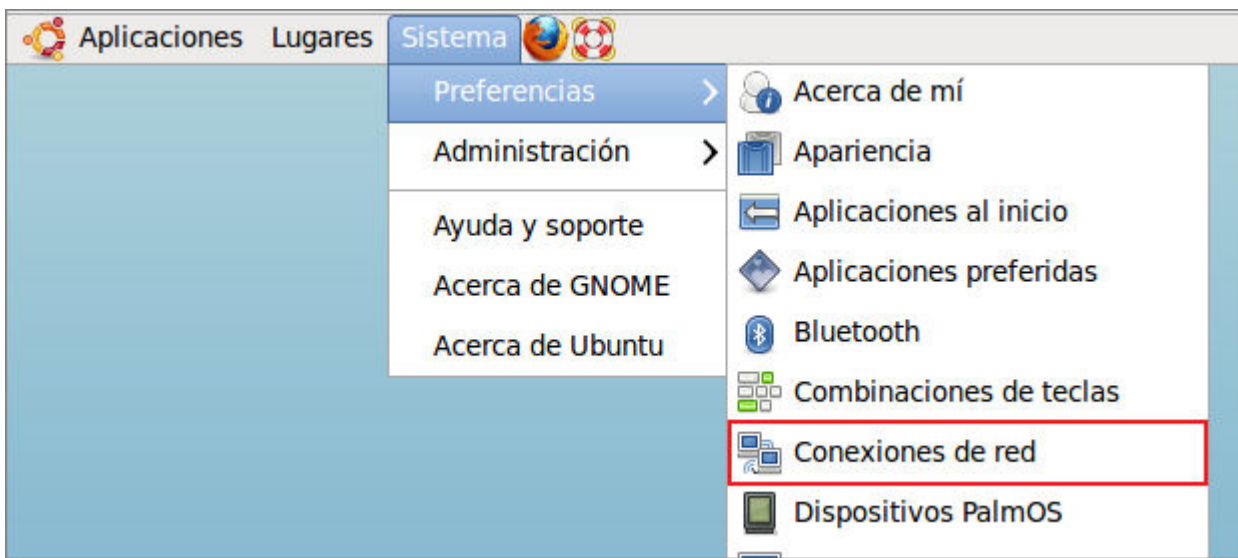 Aplicaciones Lugares Sistema
Preferencias
Administración
Ayuda y soporte
Acerca de GNOME
Acerca de Ubuntu
Acerca de mí
Apariencia
Aplicaciones al inicio
Aplicaciones preferidas
Bluetooth
Combinaciones de teclas
Conexiones de red
Dispositivos PalmOS